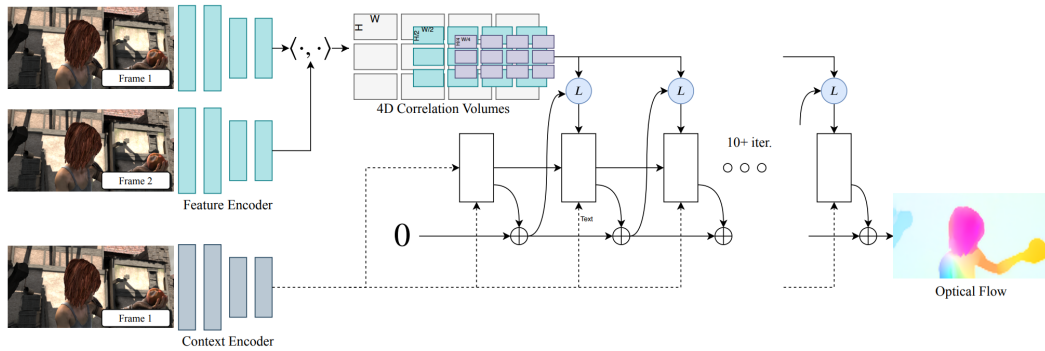 Frame 1
Frame 2
Feature Encoder
Frame 1
Context Encoder
⟨·, ·⟩
H
W
H/2
W/2
H/4
W/4
4D Correlation Volumes
L
L
L
10+ iter.
Text
0
Optical Flow